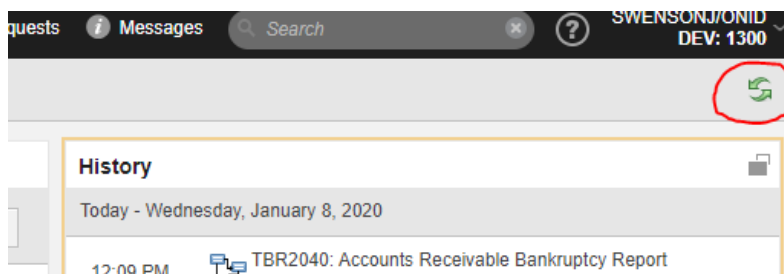 quests Messages Search SWENSONJ/ONID
DEV: 1300
History
Today - Wednesday, January 8, 2020
12:09 PM TBR2040: Accounts Receivable Bankruptcy Report